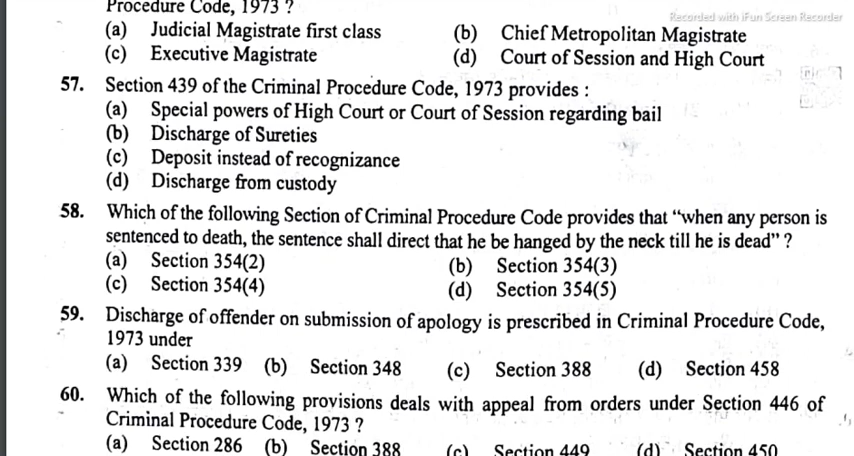 Procedure Code, 1973 ?
Recorded with iFun Screen Recorder
(a) Judicial Magistrate first class (b) Chief Metropolitan Magistrate
(c) Executive Magistrate (d) Court of Session and High Court
57. Section 439 of the Criminal Procedure Code, 1973 provides :
(a) Special powers of High Court or Court of Session regarding bail
(b) Discharge of Sureties
(c) Deposit instead of recognizance
(d) Discharge from custody
58. Which of the following Section of Criminal Procedure Code provides that “when any person is
sentenced to death, the sentence shall direct that he be hanged by the neck till he is dead” ?
(a) Section 354(2) (b) Section 354(3)
(c) Section 354(4) (d) Section 354(5)
59. Discharge of offender on submission of apology is prescribed in Criminal Procedure Code,
1973 under
(a) Section 339 (b) Section 348 (c) Section 388 (d) Section 458
60. Which of the following provisions deals with appeal from orders under Section 446 of
Criminal Procedure Code, 1973 ?
(a) Section 286 (b) Section 388 (c) Section 449 (d) Section 450